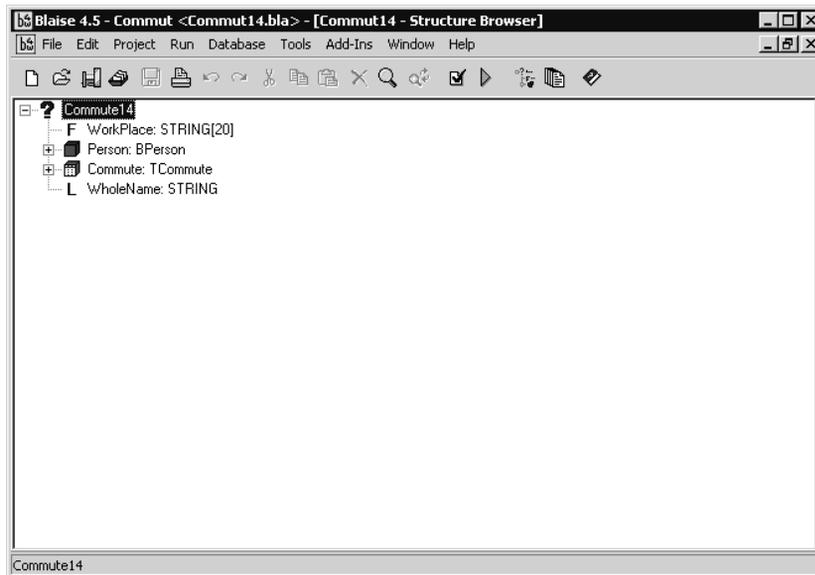 Blaise 4.5 - Commut <Commut14.bla> - [Commut14 - Structure Browser]
File Edit Project Run Database Tools Add-Ins Window Help
Commute14
F WorkPlace: STRING[20]
Person: BPerson
Commute: TCommute
L WholeName: STRING
Commute14